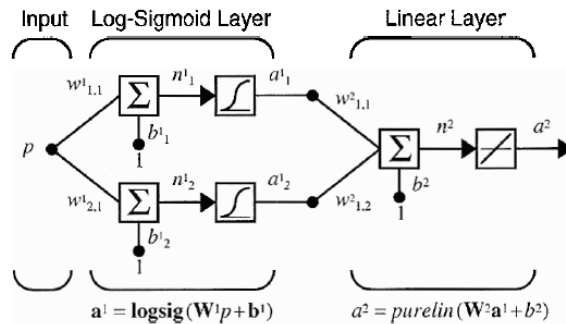 Input Log-Sigmoid Layer Linear Layer
w¹₁,₁ n¹₁ a¹₁ w²₁,₁
b¹₁
1
p Σ Σ n² a²
w¹₂,₁ n¹₂ a¹₂ w²₁,₂ b²
b¹₂ 1
1
a¹ = logsig(W¹p+b¹) a² = purelin(W²a¹+b²)